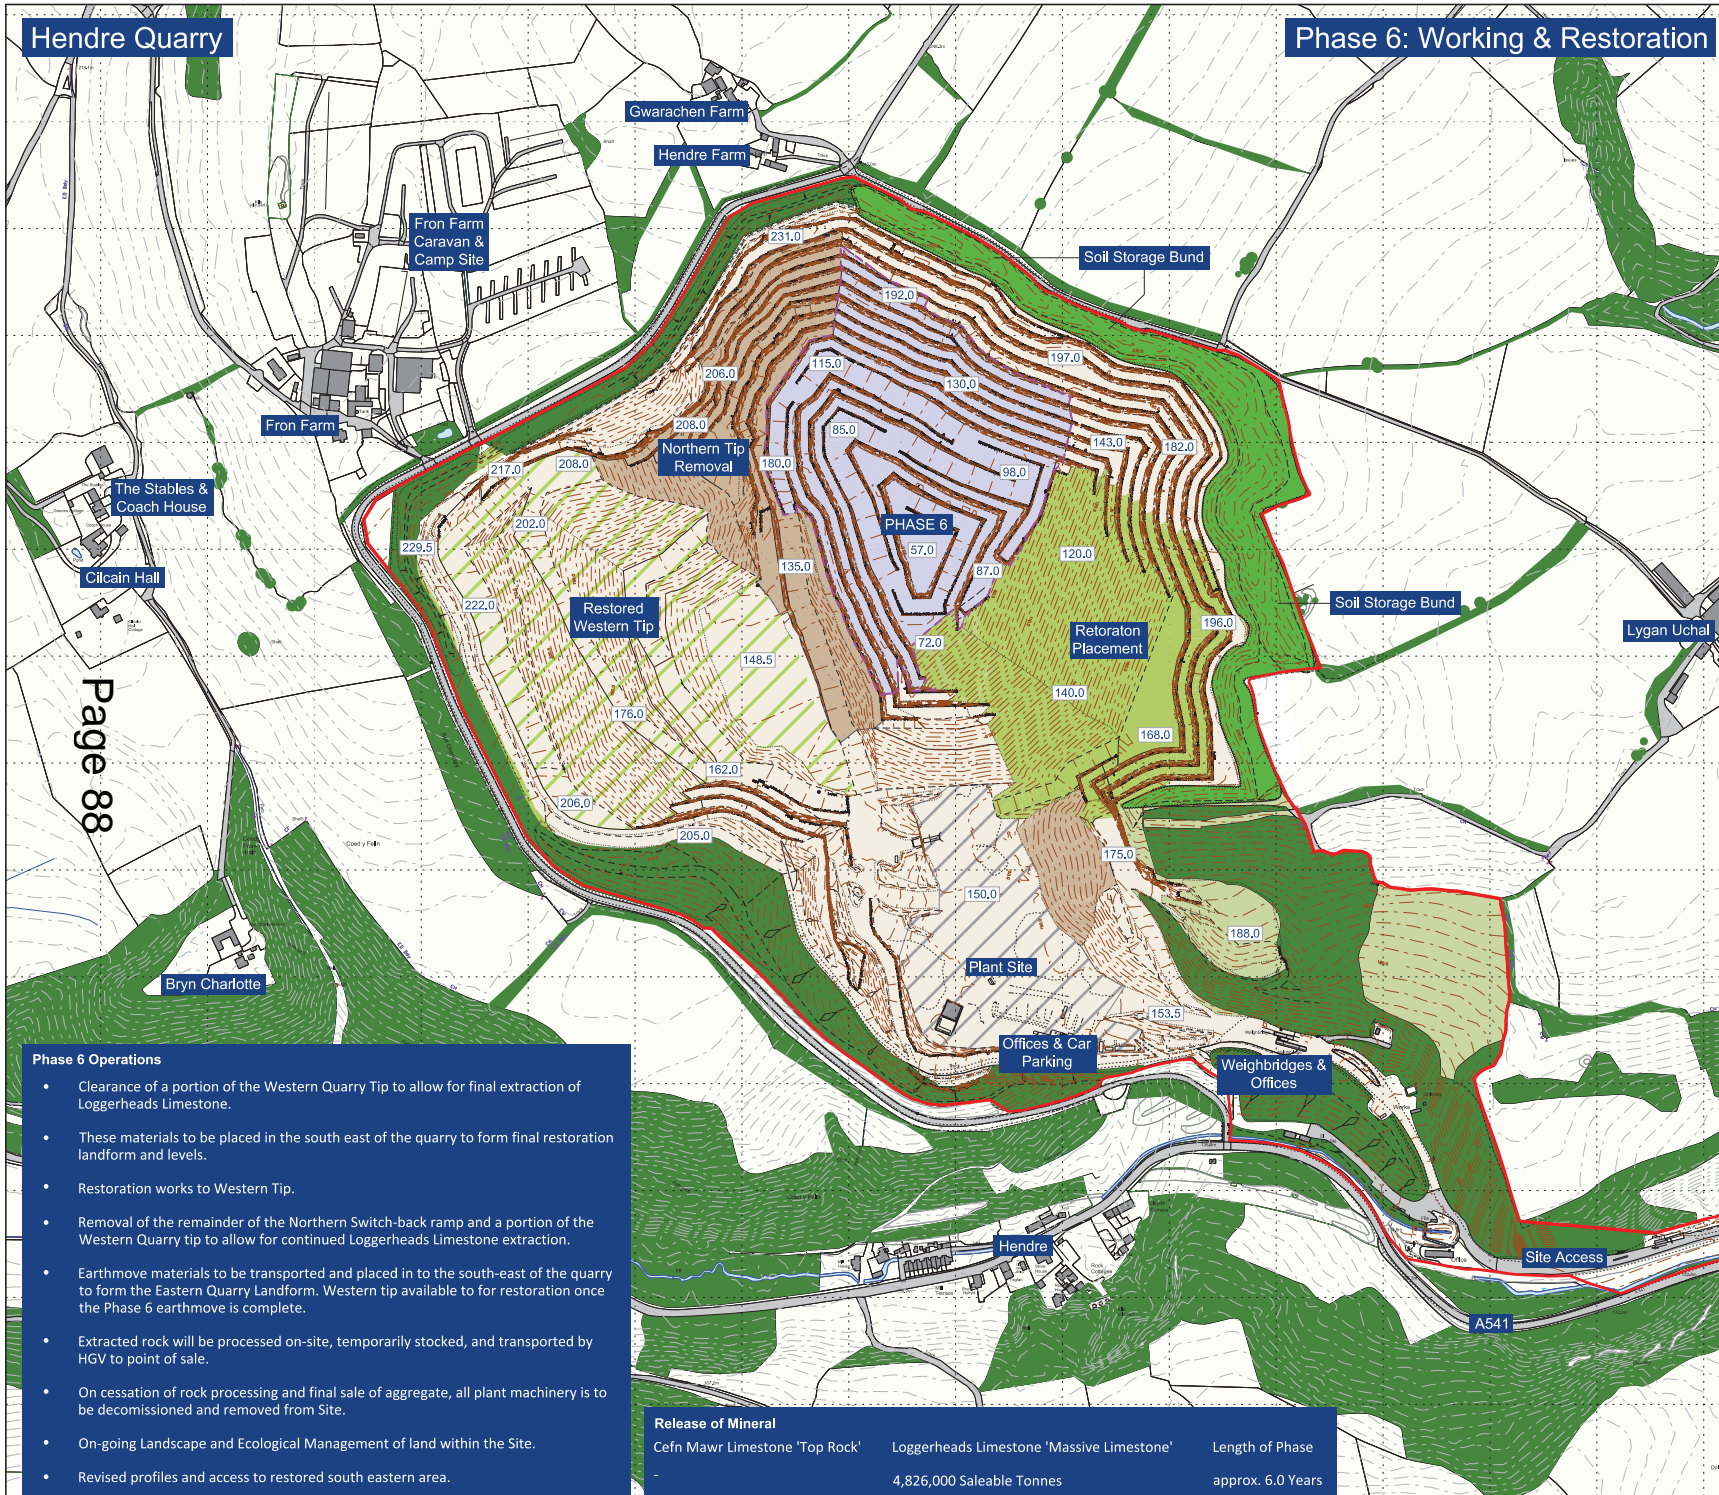 Hendre Quarry
Phase 6: Working & Restoration
Gwarachen Farm
Hendre Farm
Track
Shaft
Fron Farm
Caravan &
Camp Site
Soil Storage Bund
231.0
192.0
197.0
115.0
206.0
130.0
208.0
85.0
Fron Farm
Northern Tip
Removal
143.0
182.0
217.0
208.0
180.0
98.0
The Stables &
Coach House
202.0
PHASE 6
229.5
57.0
120.0
135.0
87.0
Cilcain Hall
222.0
Restored
Western Tip
Soil Storage Bund
196.0
Lygan Uchal
Retoraton
Placement
72.0
148.5
140.0
176.0
168.0
Page 88
162.0
206.0
205.0
Coed y Felin
175.0
150.0
188.0
Plant Site
Bryn Charlotte
153.5
Offices & Car
Parking
Weighbridges &
Offices
Works
Hendre
Rock
Cottages
Office
Site Access
A541
Phase 6 Operations
• Clearance of a portion of the Western Quarry Tip to allow for final extraction of
Loggerheads Limestone.
• These materials to be placed in the south east of the quarry to form final restoration
landform and levels.
• Restoration works to Western Tip.
• Removal of the remainder of the Northern Switch-back ramp and a portion of the
Western Quarry tip to allow for continued Loggerheads Limestone extraction.
• Earthmove materials to be transported and placed in to the south-east of the quarry
to form the Eastern Quarry Landform. Western tip available to for restoration once
the Phase 6 earthmove is complete.
• Extracted rock will be processed on-site, temporarily stocked, and transported by
HGV to point of sale.
• On cessation of rock processing and final sale of aggregate, all plant machinery is to
be decomissioned and removed from Site.
• On-going Landscape and Ecological Management of land within the Site.
• Revised profiles and access to restored south eastern area.
Release of Mineral
Cefn Mawr Limestone 'Top Rock' Loggerheads Limestone 'Massive Limestone' Length of Phase
- 4,826,000 Saleable Tonnes approx. 6.0 Years